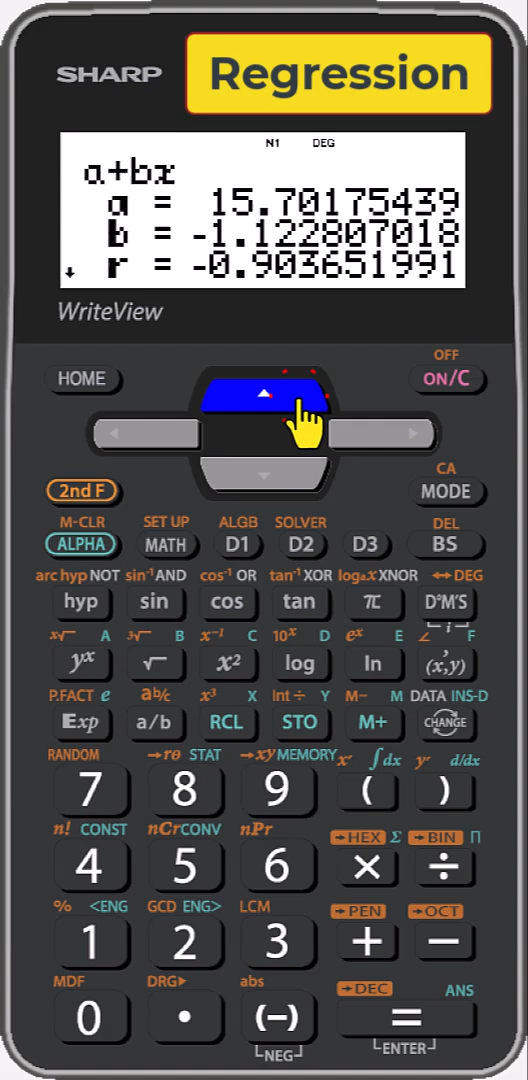 SHARP
Regression
N1 DEG
a+bx
a = 15.70175439
b = -1.122807018
r = -0.903651991
WriteView
OFF
HOME
ON/C
CA
2nd F
MODE
M-CLR SET UP ALGB SOLVER DEL
ALPHA MATH D1 D2 D3 BS
arc hyp NOT sin⁻¹ AND cos⁻¹ OR tan⁻¹ XOR logₐx XNOR ↔DEG
hyp sin cos tan π D°M'S
ˣ√ A ³√ B x⁻¹ C 10ˣ D eˣ E ∠ i F
yˣ √ x² log ln (x,y)
P.FACT e ab/c x³ X Int÷ Y M− M DATA INS-D
Exp a/b RCL STO M+ CHANGE
RANDOM →rθ STAT →xy MEMORY x' ∫dx y' d/dx
7 8 9 ( )
n! CONST nCr CONV nPr →HEX Σ →BIN Π
4 5 6 × ÷
% <ENG GCD ENG> LCM →PEN →OCT
1 2 3 + −
MDF DRG▶ abs →DEC ANS
0 • (−) =
NEG ENTER